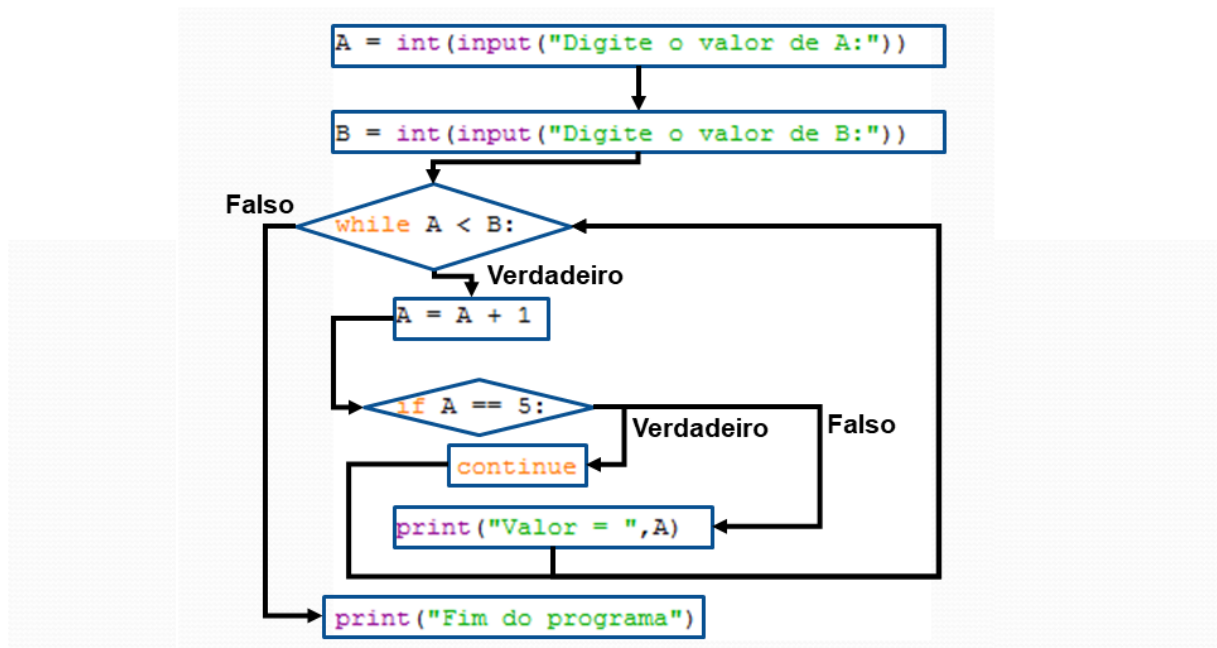 A = int(input("Digite o valor de A:"))
B = int(input("Digite o valor de B:"))
Falso
while A < B:
Verdadeiro
A = A + 1
if A == 5:
Verdadeiro
Falso
continue
print("Valor = ",A)
print("Fim do programa")